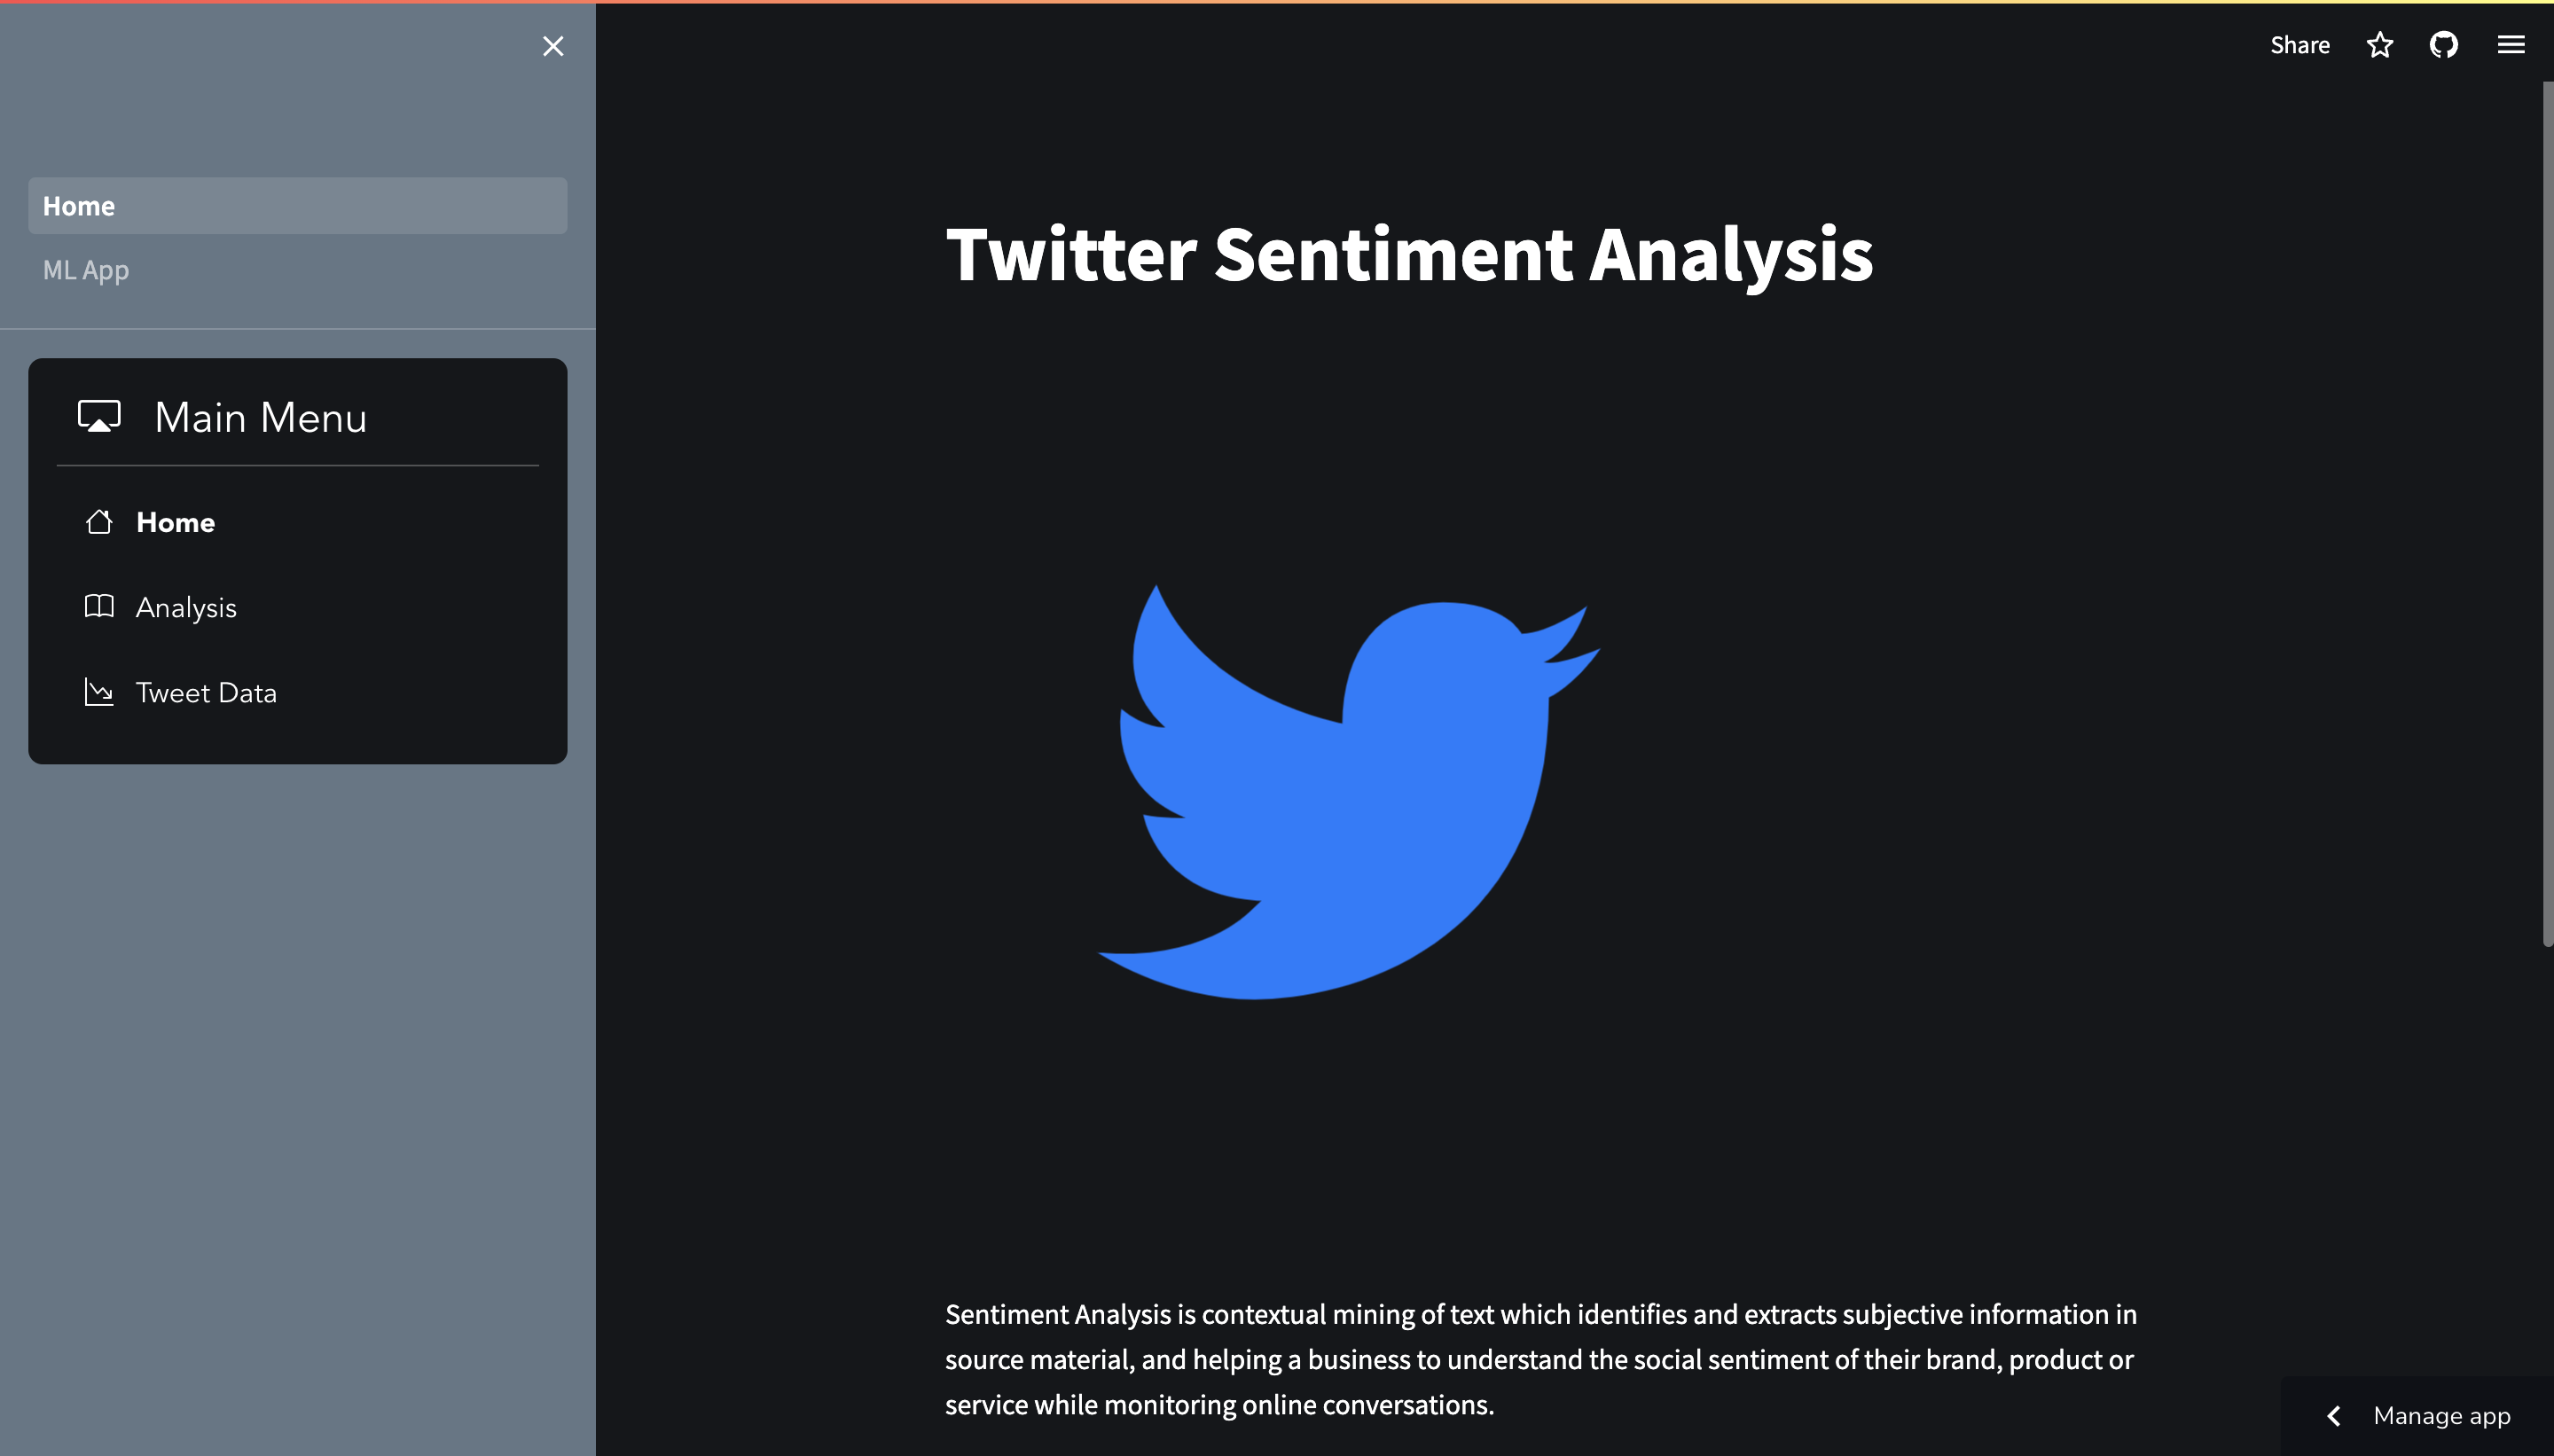 Share
Home
ML App
Main Menu
Home
Analysis
Tweet Data
Twitter Sentiment Analysis
Sentiment Analysis is contextual mining of text which identifies and extracts subjective information in
source material, and helping a business to understand the social sentiment of their brand, product or
service while monitoring online conversations.
Manage app